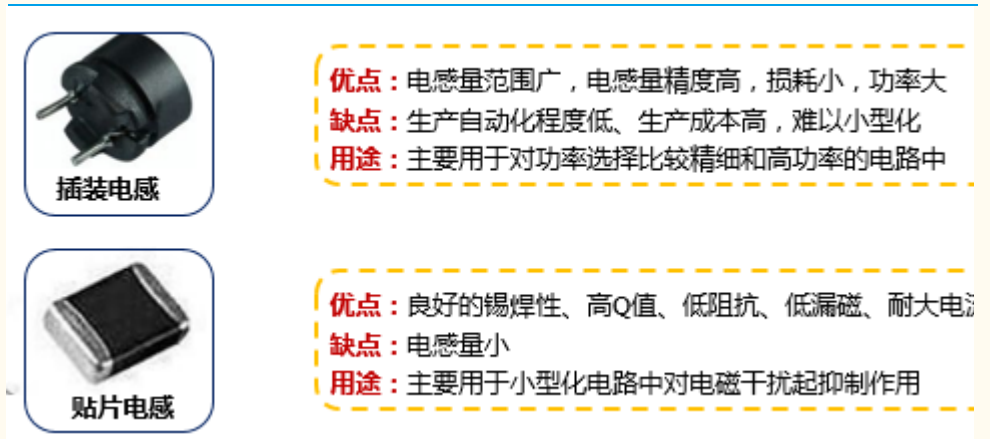 优点：电感量范围广，电感量精度高，损耗小，功率大
缺点：生产自动化程度低、生产成本高，难以小型化
用途：主要用于对功率选择比较精细和高功率的电路中
插装电感
优点：良好的锡焊性、高Q值、低阻抗、低漏磁、耐大电
缺点：电感量小
用途：主要用于小型化电路中对电磁干扰起抑制作用
贴片电感